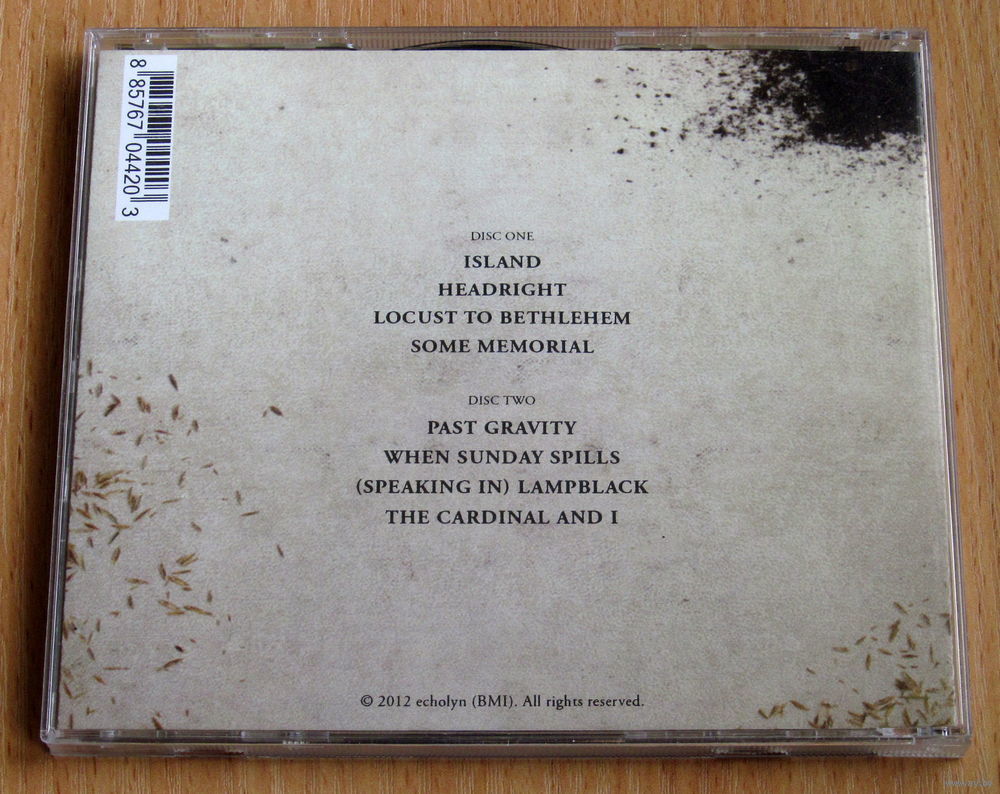 8 85767 04420 3
DISC ONE
ISLAND
HEADRIGHT
LOCUST TO BETHLEHEM
SOME MEMORIAL
DISC TWO
PAST GRAVITY
WHEN SUNDAY SPILLS
(SPEAKING IN) LAMPBLACK
THE CARDINAL AND I
© 2012 echolyn (BMI). All rights reserved.